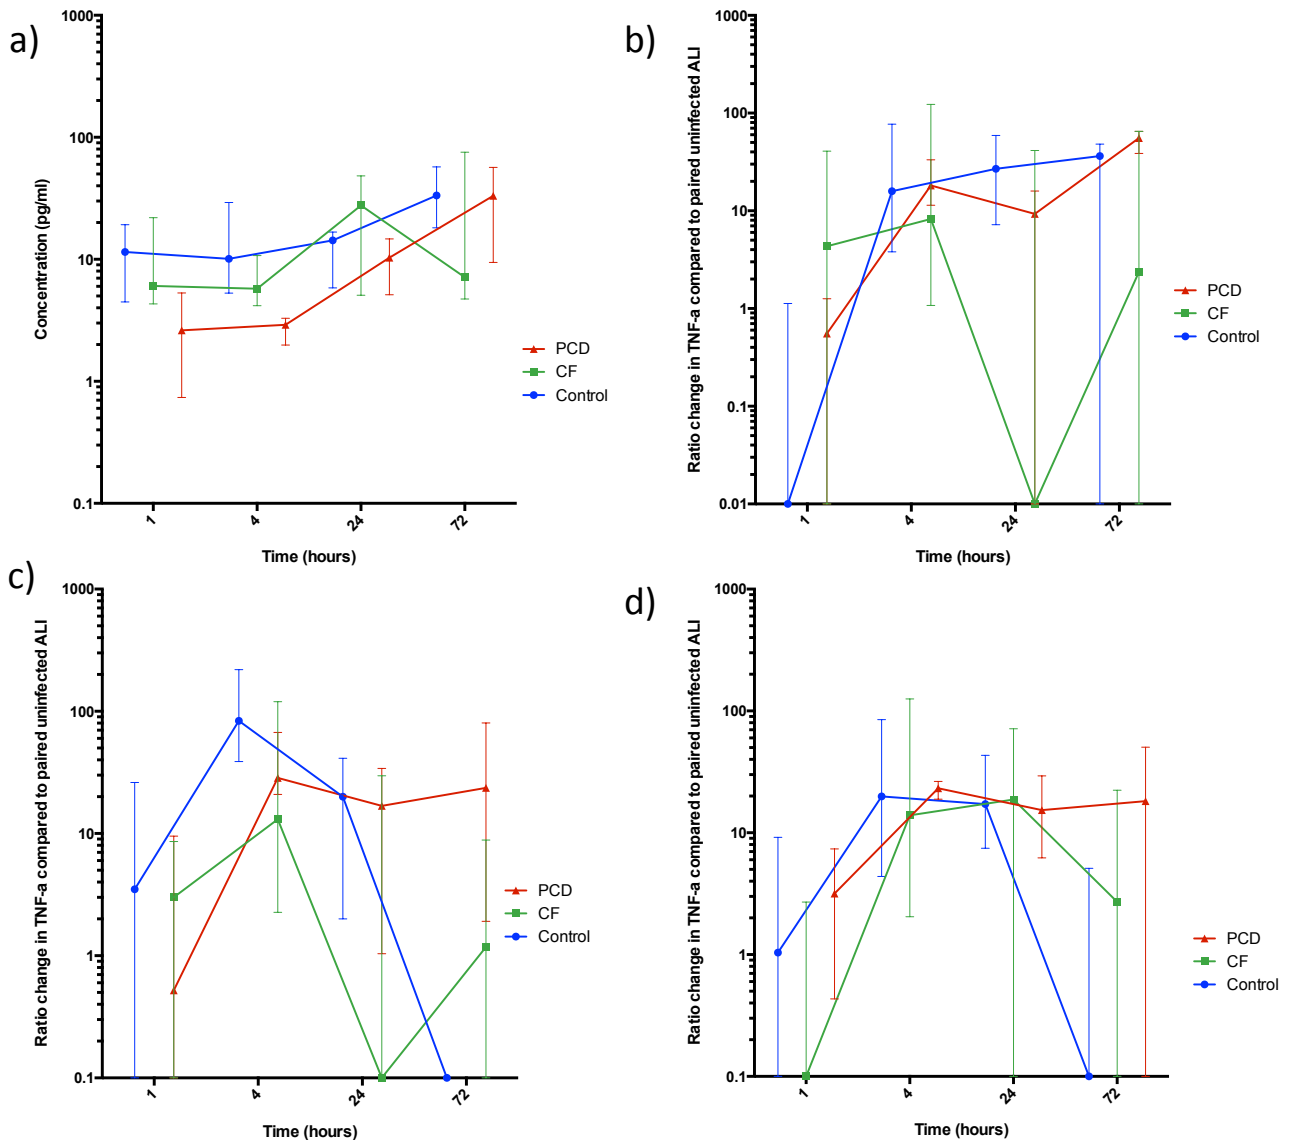 a)
Concentration (pg/ml)
1000
100
10
1
0.1
1
4
24
72
Time (hours)
PCD
CF
Control
b)
Ratio change in TNF-a compared to paired uninfected ALI
1000
100
10
1
0.1
0.01
1
4
24
72
Time (hours)
PCD
CF
Control
c)
Ratio change in TNF-a compared to paired uninfected ALI
1000
100
10
1
0.1
1
4
24
72
Time (hours)
PCD
CF
Control
d)
Ratio change in TNF-a compared to paired uninfected ALI
1000
100
10
1
0.1
1
4
24
72
Time (hours)
PCD
CF
Control